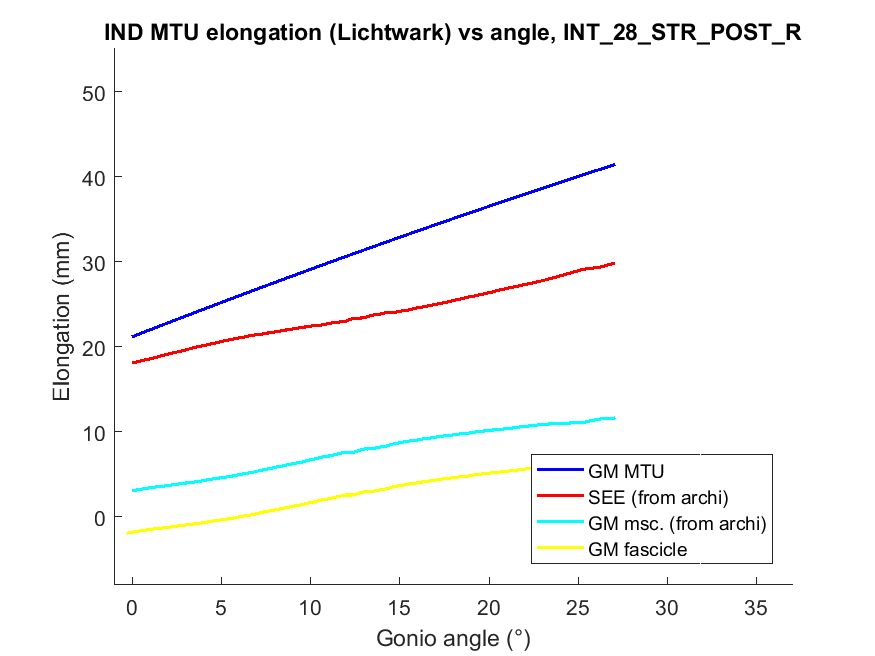 IND MTU elongation (Lichtwark) vs angle, INT_28_STR_POST_R
50
40
30
20
10
0
Elongation (mm)
GM MTU
SEE (from archi)
GM msc. (from archi)
GM fascicle
0 5 10 15 20 25 30 35
Gonio angle (°)